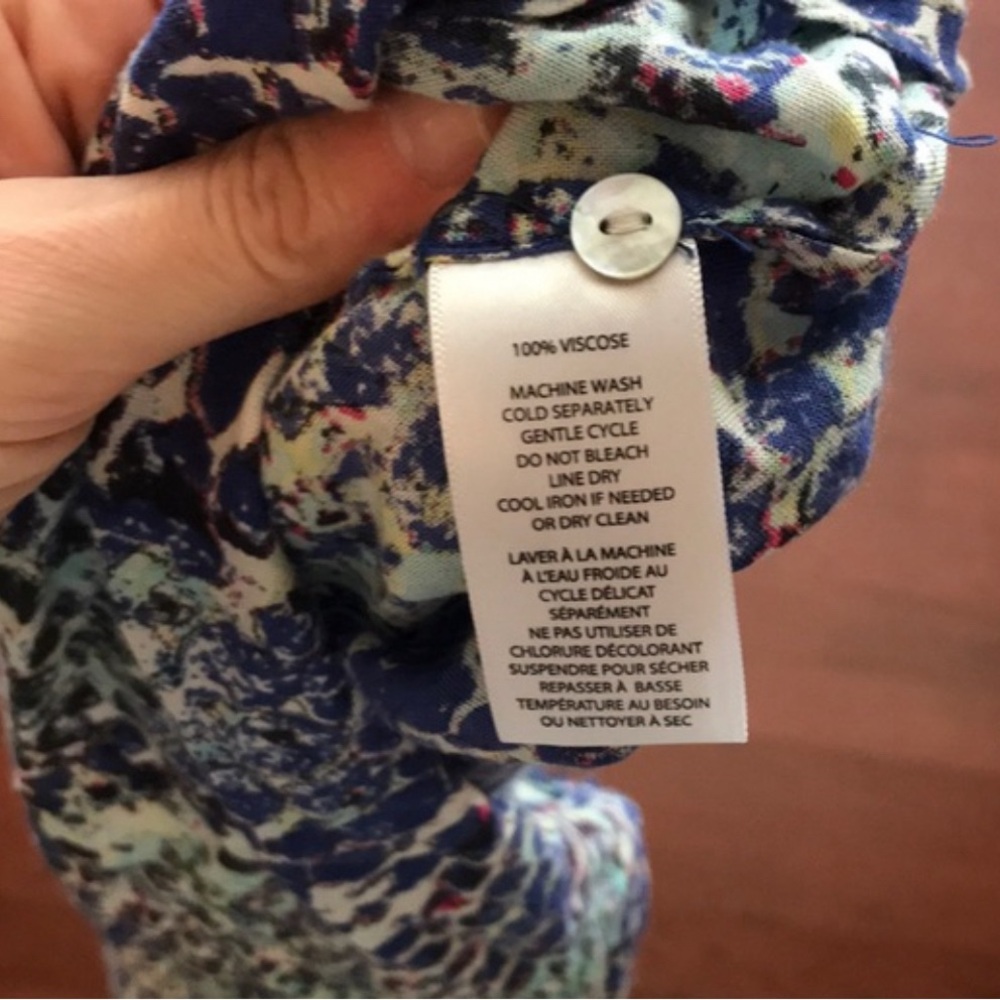 100% VISCOSE
MACHINE WASH
COLD SEPARATELY
GENTLE CYCLE
DO NOT BLEACH
LINE DRY
COOL IRON IF NEEDED
OR DRY CLEAN
LAVER À LA MACHINE
À L'EAU FROIDE AU
CYCLE DÉLICAT
SÉPARÉMENT
NE PAS UTILISER DE
CHLORURE DÉCOLORANT
SUSPENDRE POUR SÉCHER
REPASSER À BASSE
TEMPÉRATURE AU BESOIN
OU NETTOYER À SEC